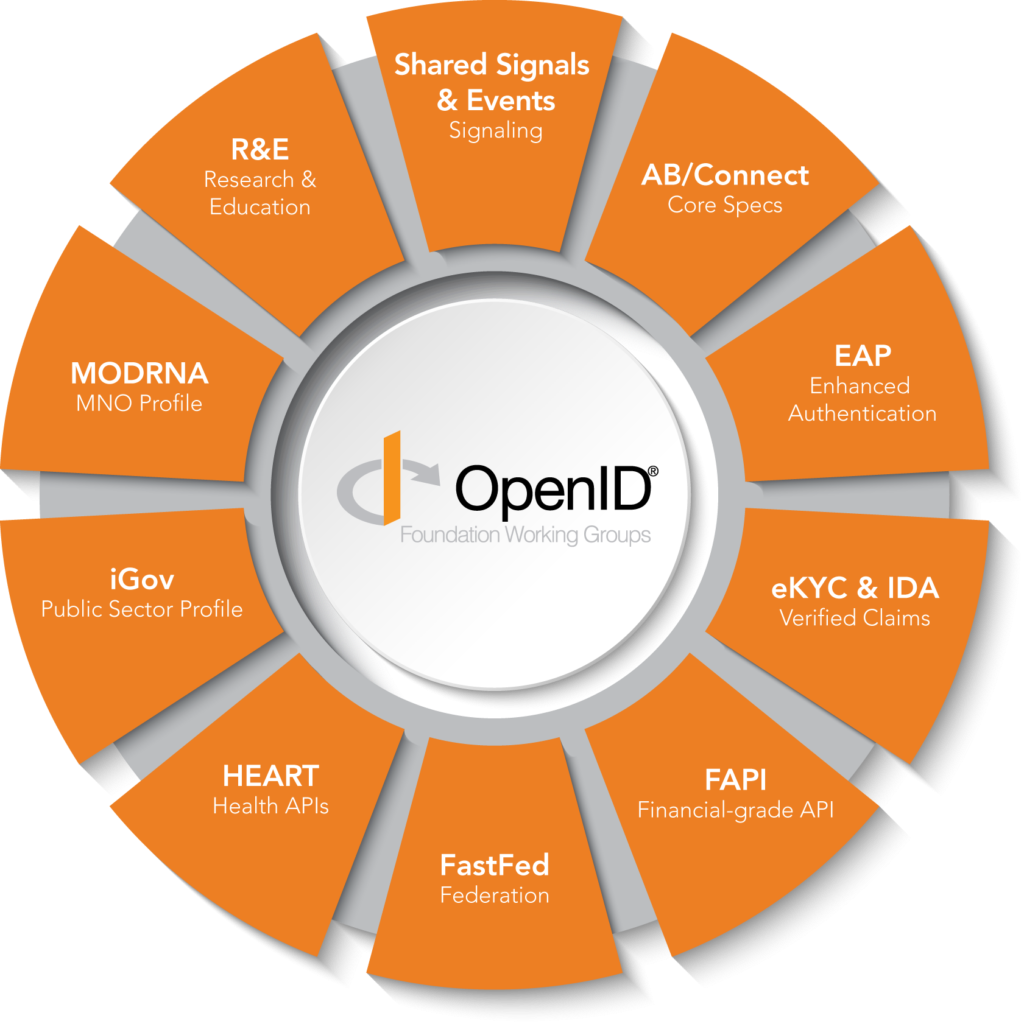 Shared Signals
& Events
Signaling
AB/Connect
Core Specs
EAP
Enhanced
Authentication
eKYC & IDA
Verified Claims
FAPI
Financial-grade API
FastFed
Federation
HEART
Health APIs
iGov
Public Sector Profile
MODRNA
MNO Profile
R&E
Research &
Education
OpenID®
Foundation Working Groups